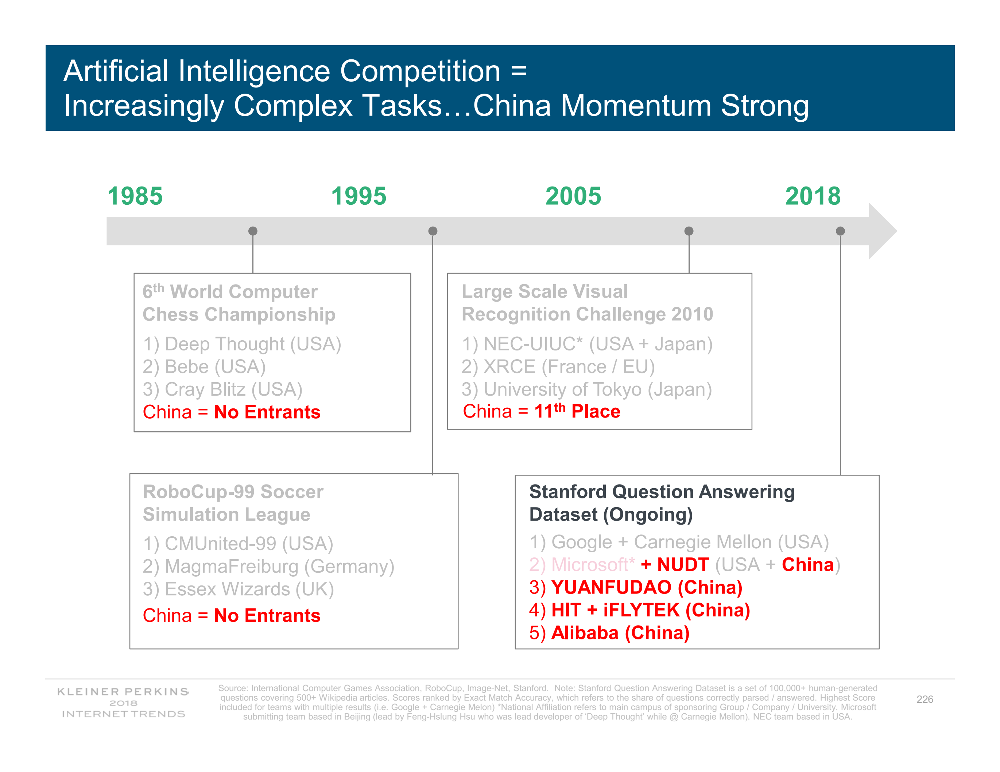 Artificial Intelligence Competition =
Increasingly Complex Tasks…China Momentum Strong
1985 1995 2005 2018
6th World Computer
Chess Championship
1) Deep Thought (USA)
2) Bebe (USA)
3) Cray Blitz (USA)
China = No Entrants
Large Scale Visual
Recognition Challenge 2010
1) NEC-UIUC* (USA + Japan)
2) XRCE (France / EU)
3) University of Tokyo (Japan)
China = 11th Place
RoboCup-99 Soccer
Simulation League
1) CMUnited-99 (USA)
2) MagmaFreiburg (Germany)
3) Essex Wizards (UK)
China = No Entrants
Stanford Question Answering
Dataset (Ongoing)
1) Google + Carnegie Mellon (USA)
2) Microsoft* + NUDT (USA + China)
3) YUANFUDAO (China)
4) HIT + iFLYTEK (China)
5) Alibaba (China)
KLEINER PERKINS
2018
INTERNET TRENDS
Source: International Computer Games Association, RoboCup, Image-Net, Stanford. Note: Stanford Question Answering Dataset is a set of 100,000+ human-generated
questions covering 500+ Wikipedia articles. Scores ranked by Exact Match Accuracy, which refers to the share of questions correctly parsed / answered. Highest Score
included for teams with multiple results (i.e. Google + Carnegie Melon) *National Affiliation refers to main campus of sponsoring Group / Company / University. Microsoft
submitting team based in Beijing (lead by Feng-Hslung Hsu who was lead developer of ‘Deep Thought’ while @ Carnegie Mellon). NEC team based in USA.
226